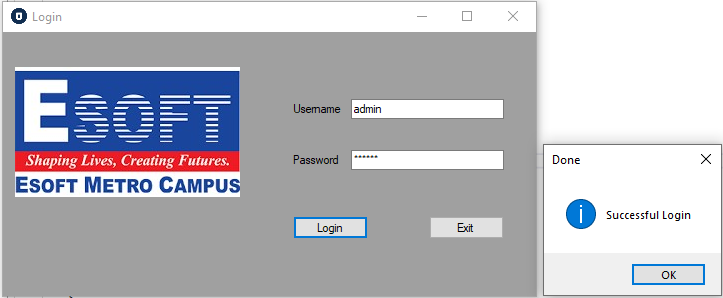 Login
ESOFT
Shaping Lives, Creating Futures.
ESOFT METRO CAMPUS
Username admin
Password ******
Login Exit
Done
Successful Login
OK